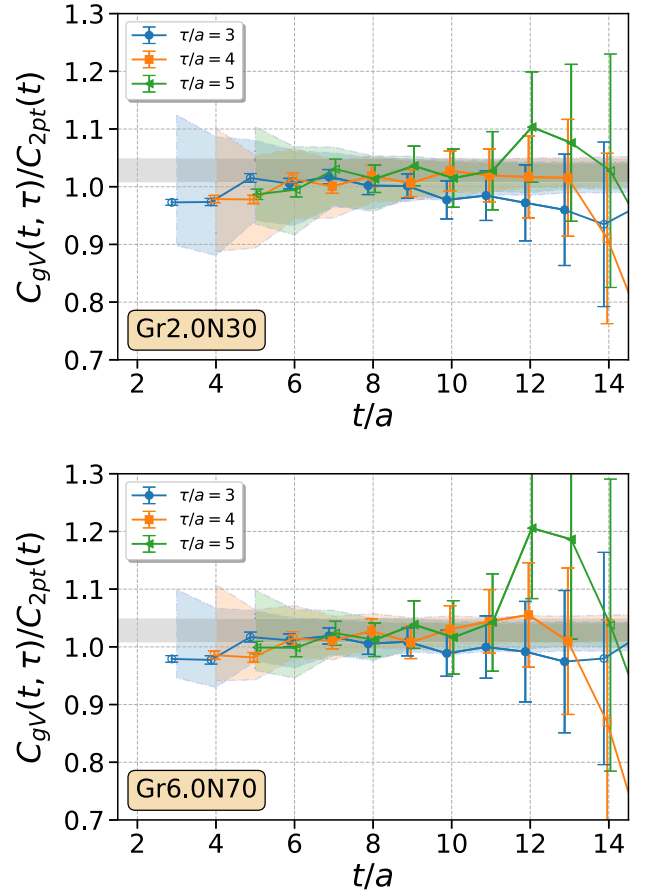 1.3
1.2
1.1
1.0
0.9
0.8
0.7
C_{gV}(t, τ)/C_{2pt}(t)
τ/a = 3
τ/a = 4
τ/a = 5
Gr2.0N30
2 4 6 8 10 12 14
t/a
1.3
1.2
1.1
1.0
0.9
0.8
0.7
C_{gV}(t, τ)/C_{2pt}(t)
τ/a = 3
τ/a = 4
τ/a = 5
Gr6.0N70
2 4 6 8 10 12 14
t/a